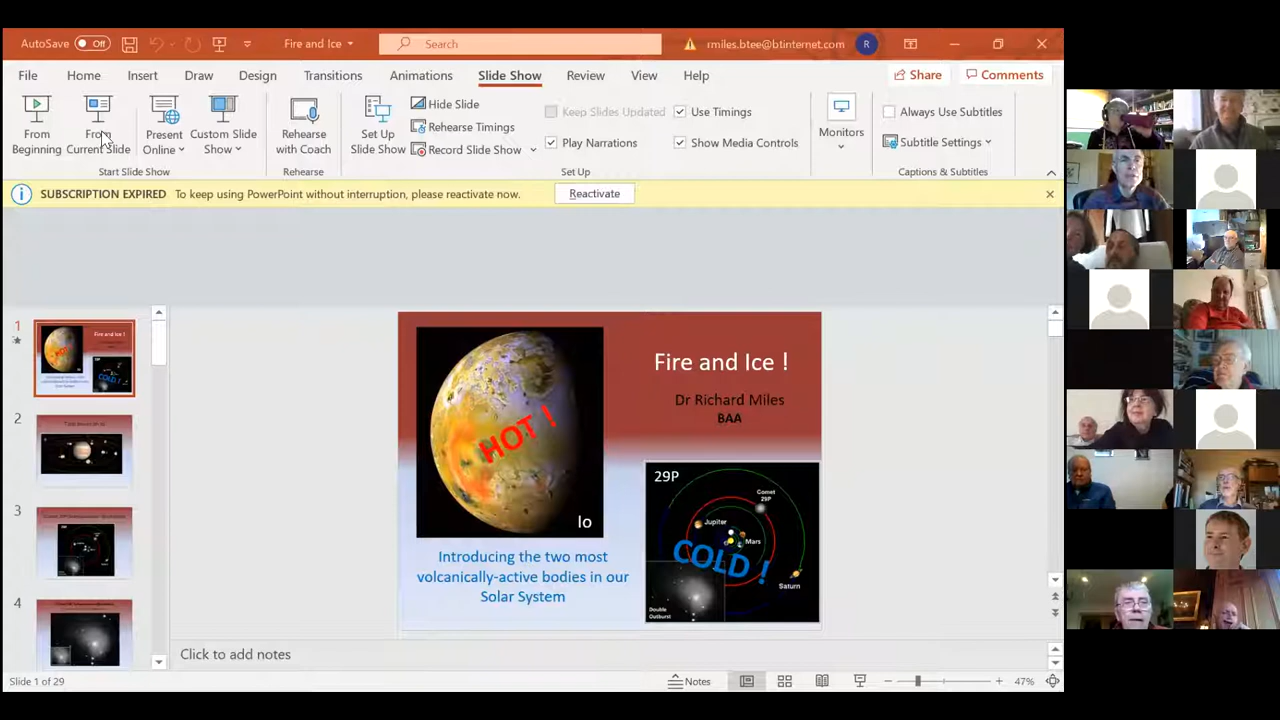 AutoSave Off Fire and Ice Search rmiles.btee@btinternet.com R
File Home Insert Draw Design Transitions Animations Slide Show Review View Help Share Comments
From Beginning
From Current Slide
Present Online
Custom Slide Show
Start Slide Show
Rehearse with Coach
Rehearse
Set Up Slide Show
Hide Slide
Rehearse Timings
Record Slide Show
Keep Slides Updated
Play Narrations
Use Timings
Show Media Controls
Set Up
Monitors
Always Use Subtitles
Subtitle Settings
Captions & Subtitles
SUBSCRIPTION EXPIRED To keep using PowerPoint without interruption, please reactivate now. Reactivate
1
2
3
4
Fire and Ice !
Dr Richard Miles
BAA
HOT !
Io
Introducing the two most
volcanically-active bodies in our
Solar System
29P
Comet
29P
Jupiter
Mars
COLD !
Saturn
Double
Outburst
Click to add notes
Slide 1 of 29 Notes 47%